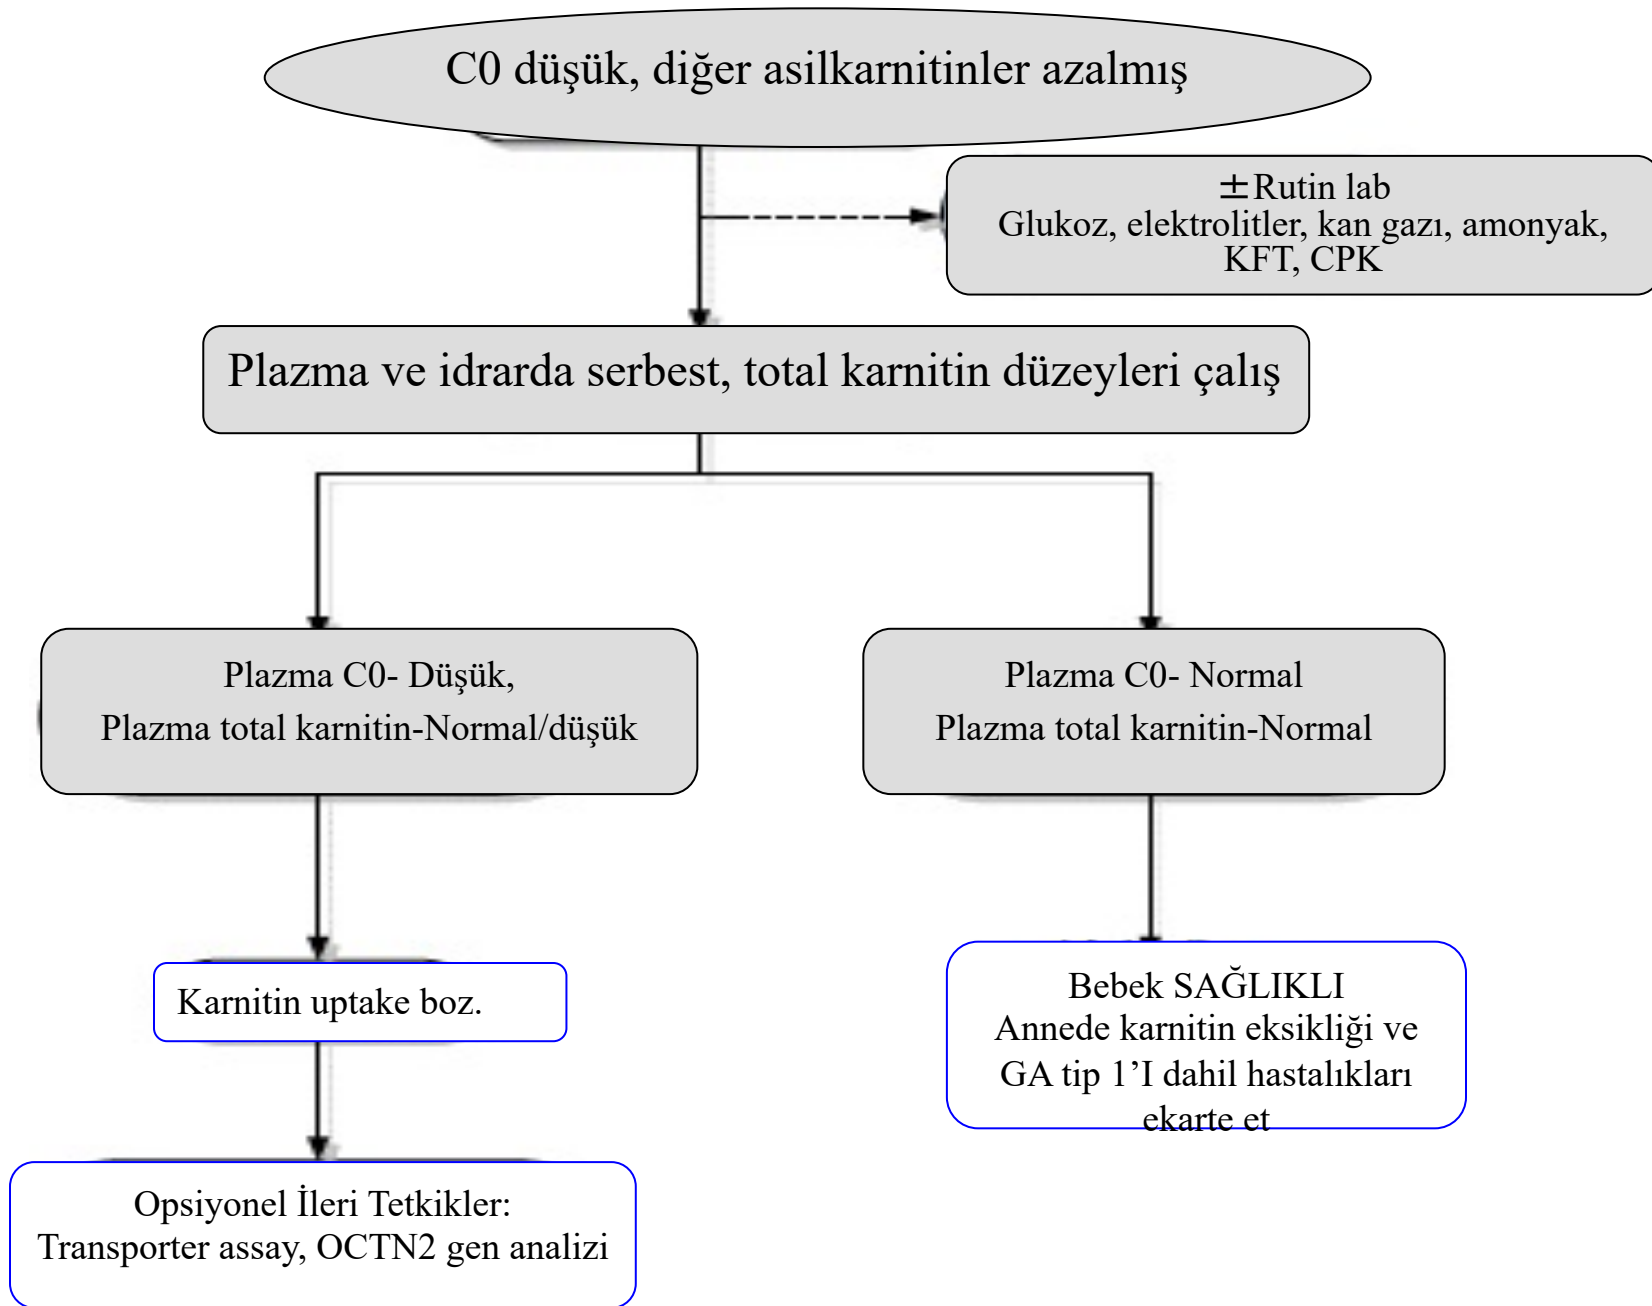 C0 düşük, diğer asilkarnitinler azalmış
±Rutin lab
Glukoz, elektrolitler, kan gazı, amonyak,
KFT, CPK
Plazma ve idrarda serbest, total karnitin düzeyleri çalış
Plazma C0- Düşük,
Plazma total karnitin-Normal/düşük
Plazma C0- Normal
Plazma total karnitin-Normal
Karnitin uptake boz.
Bebek SAĞLIKLI
Annede karnitin eksikliği ve
GA tip 1’I dahil hastalıkları
ekarte et
Opsiyonel İleri Tetkikler:
Transporter assay, OCTN2 gen analizi